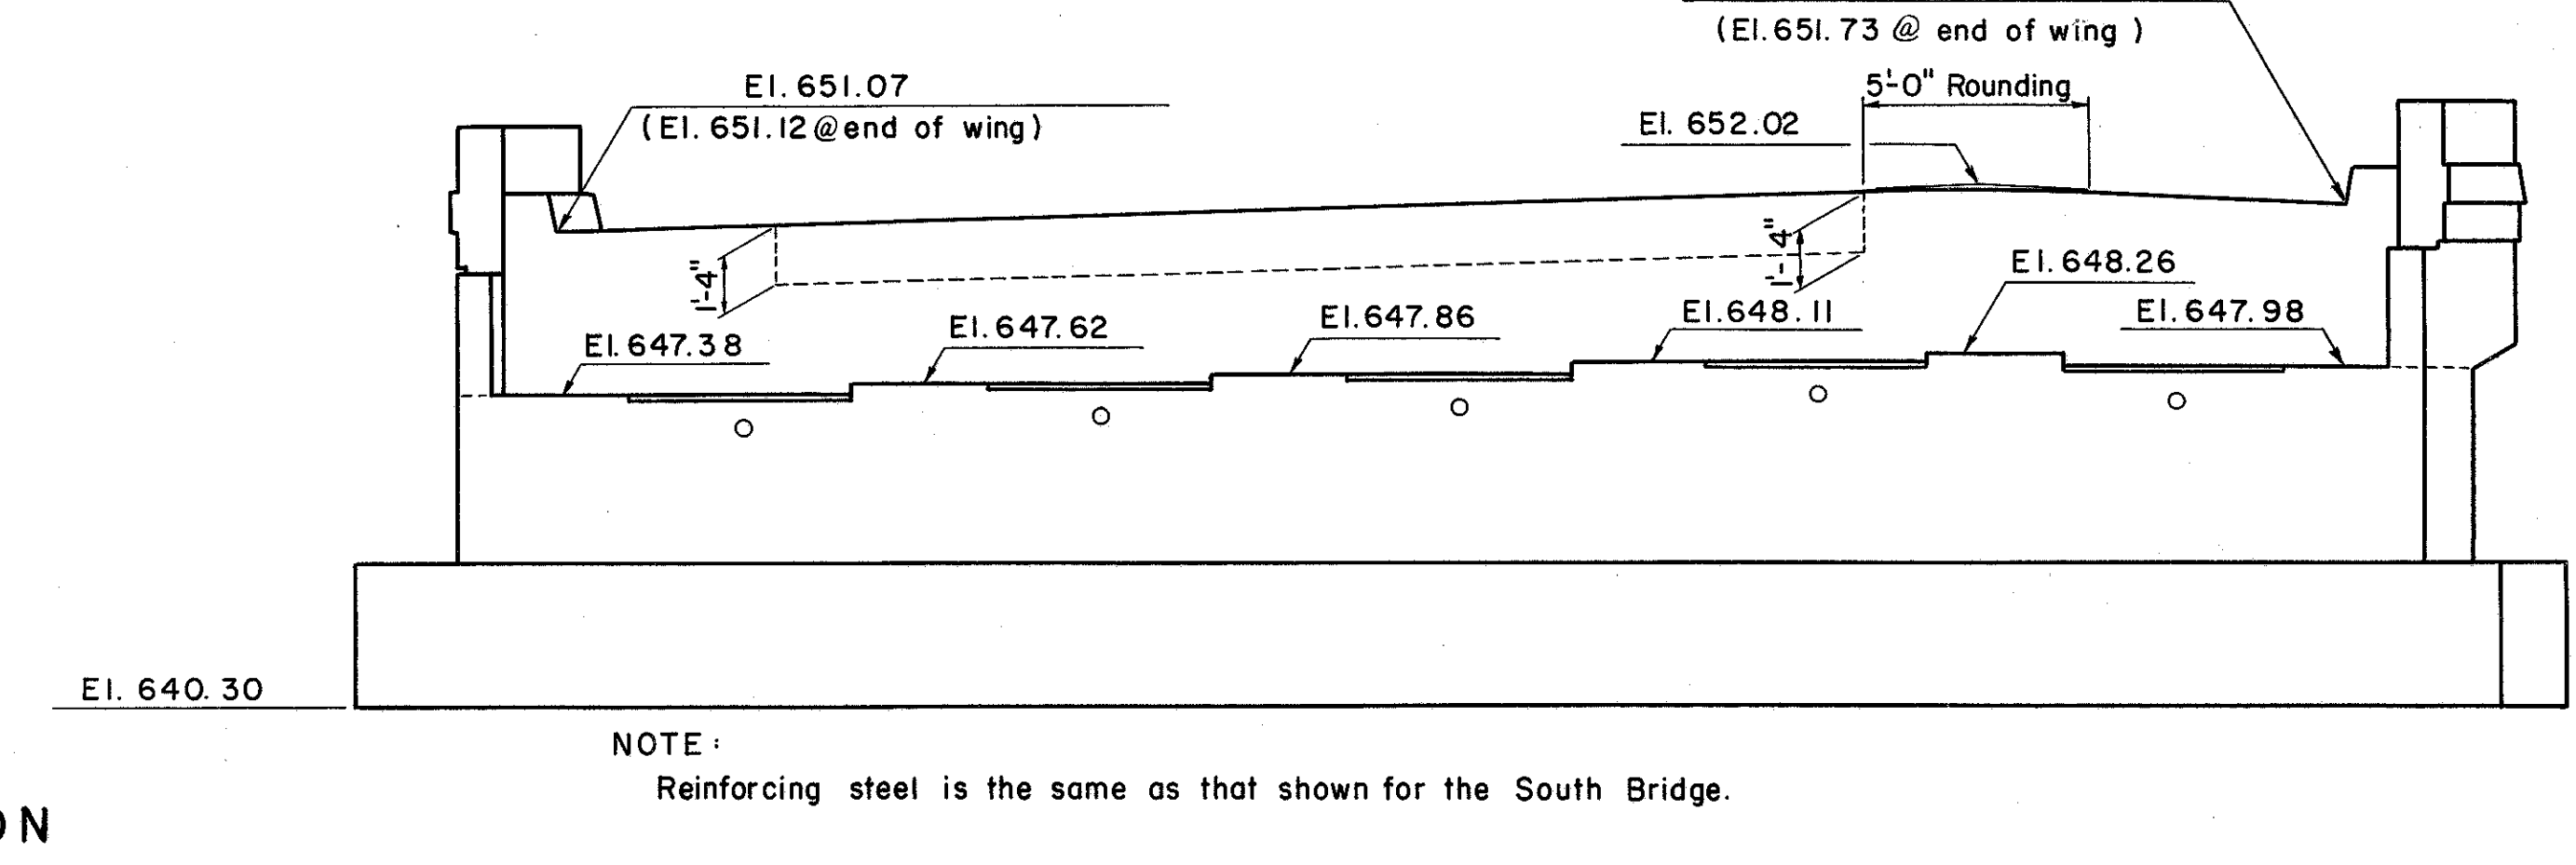 (El. 651.73 @ end of wing )
El. 651.07
(El. 651.12 @ end of wing)
5'-0" Rounding
El. 652.02
1'-4"
1'-4"
El. 648.26
El. 647.38
El. 647.62
El. 647.86
El. 648.11
El. 647.98
El. 640.30
NOTE:
Reinforcing steel is the same as that shown for the South Bridge.
ON